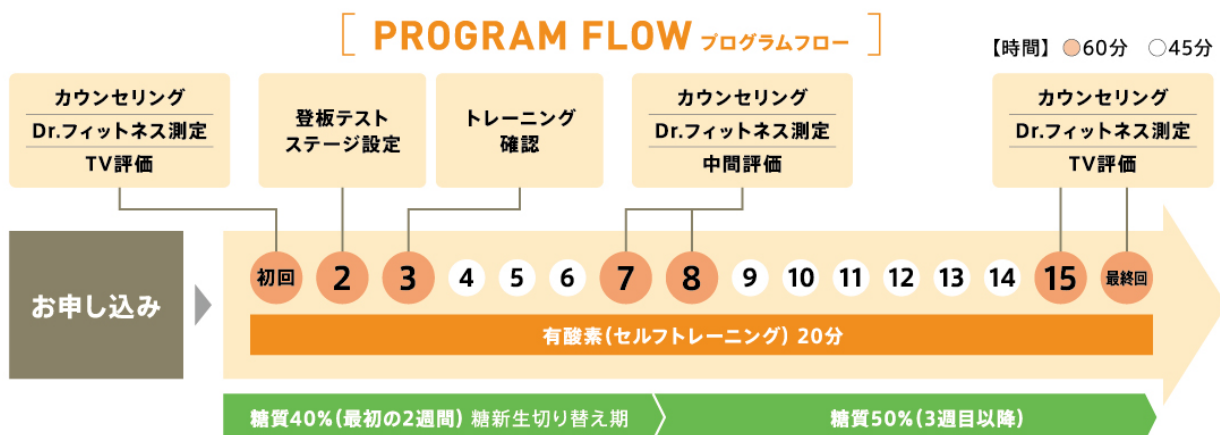 PROGRAM FLOW プログラムフロー
【時間】 60分 45分
カウンセリング
Dr.フィットネス測定
TV評価
登板テスト
ステージ設定
トレーニング
確認
カウンセリング
Dr.フィットネス測定
中間評価
カウンセリング
Dr.フィットネス測定
TV評価
お申し込み
初回 2 3 4 5 6 7 8 9 10 11 12 13 14 15 最終回
有酸素(セルフトレーニング) 20分
糖質40%(最初の2週間) 糖新生切り替え期
糖質50%(3週目以降)